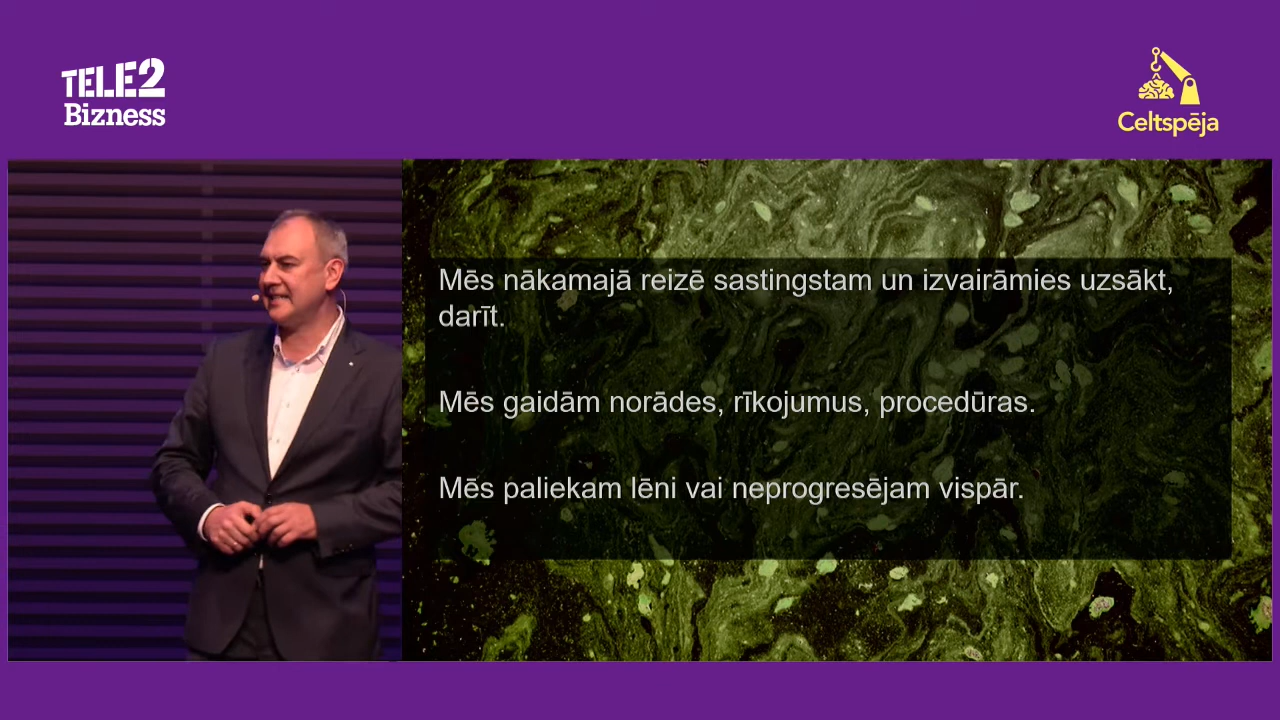 TELE2
Bizness
Celtspēja
Mēs nākamajā reizē sastingstam un izvairāmies uzsākt,
darīt.
Mēs gaidām norādes, rīkojumus, procedūras.
Mēs paliekam lēni vai neprogresējam vispār.